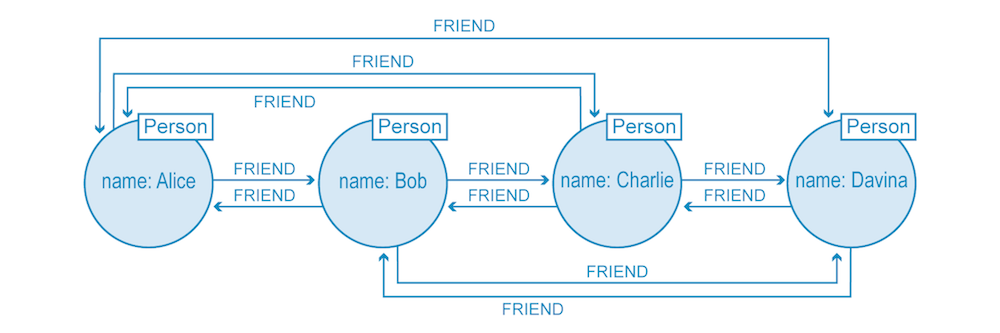 FRIEND
FRIEND
FRIEND
Person
Person
Person
Person
name: Alice
FRIEND
name: Bob
FRIEND
name: Charlie
FRIEND
name: Davina
FRIEND
FRIEND
FRIEND
FRIEND
FRIEND